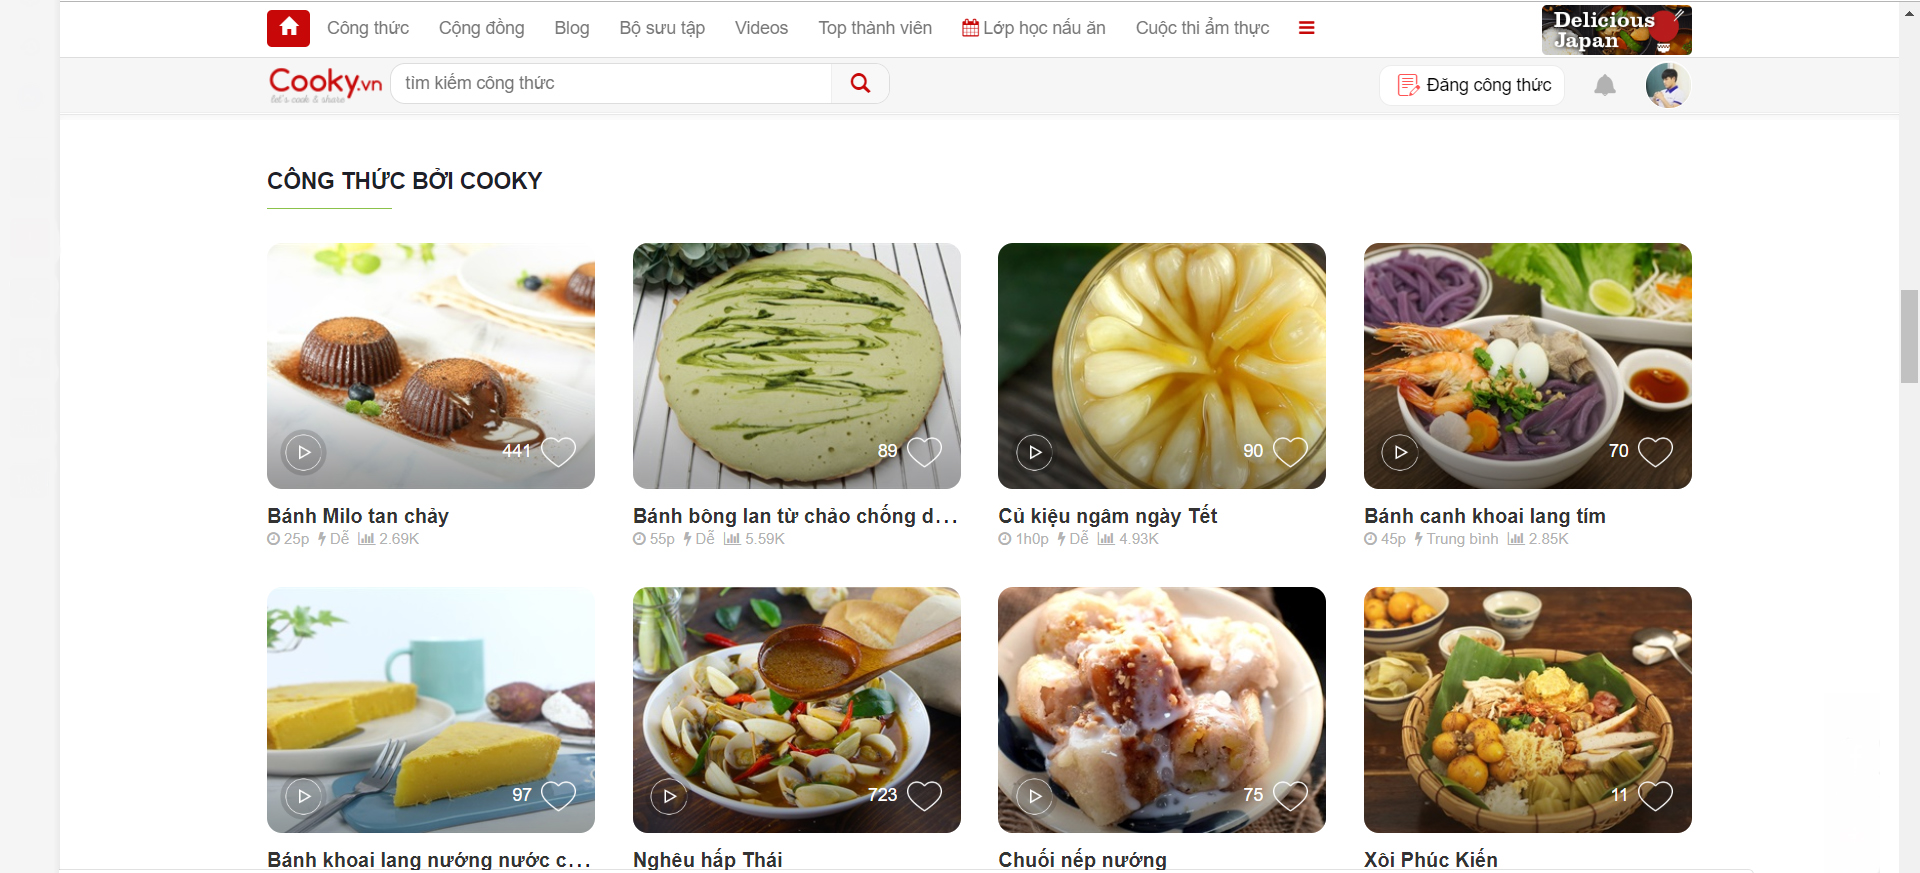 Công thức Cộng đồng Blog Bộ sưu tập Videos Top thành viên Lớp học nấu ăn Cuộc thi ẩm thực
Delicious
Japan
Cooky.vn
let's cook & share
tìm kiếm công thức
Đăng công thức
CÔNG THỨC BỞI COOKY
441
89
90
70
Bánh Milo tan chảy
25p Dễ 2.69K
Bánh bông lan từ chảo chống d...
55p Dễ 5.59K
Củ kiệu ngâm ngày Tết
1h0p Dễ 4.93K
Bánh canh khoai lang tím
45p Trung bình 2.85K
97
723
75
11
Bánh khoai lang nướng nước c...
Nghêu hấp Thái
Chuối nếp nướng
Xôi Phúc Kiến